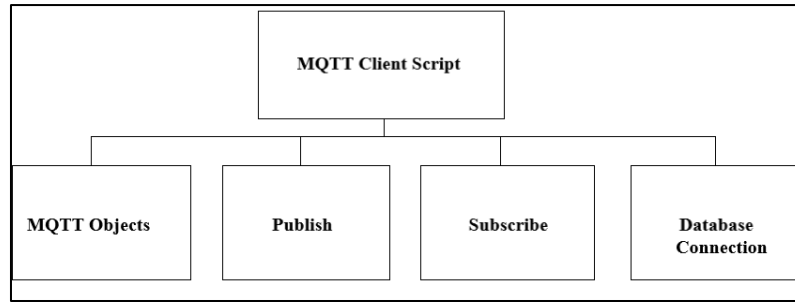 MQTT Client Script
MQTT Objects
Publish
Subscribe
Database
Connection